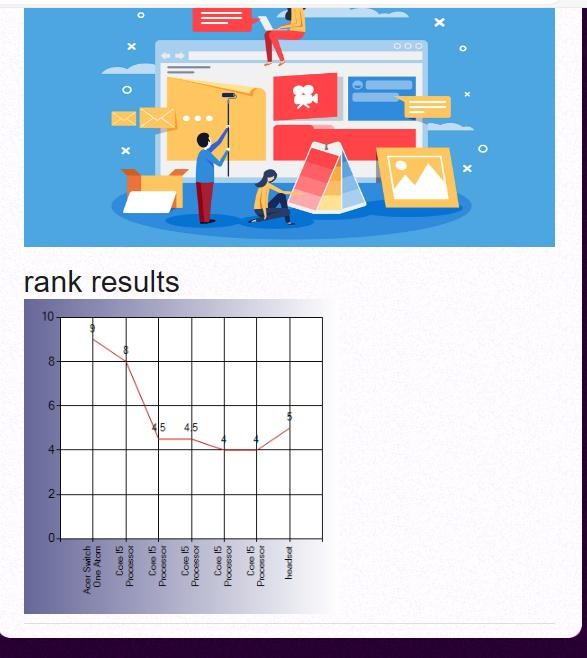 rank results
10
9
8
8
6
4.5
4.5
4
4
5
4
2
0
Acer Switch
One Atom
Core I5
Processor
Core I5
Processor
Core I5
Processor
Core I5
Processor
Core I5
Processor
headset